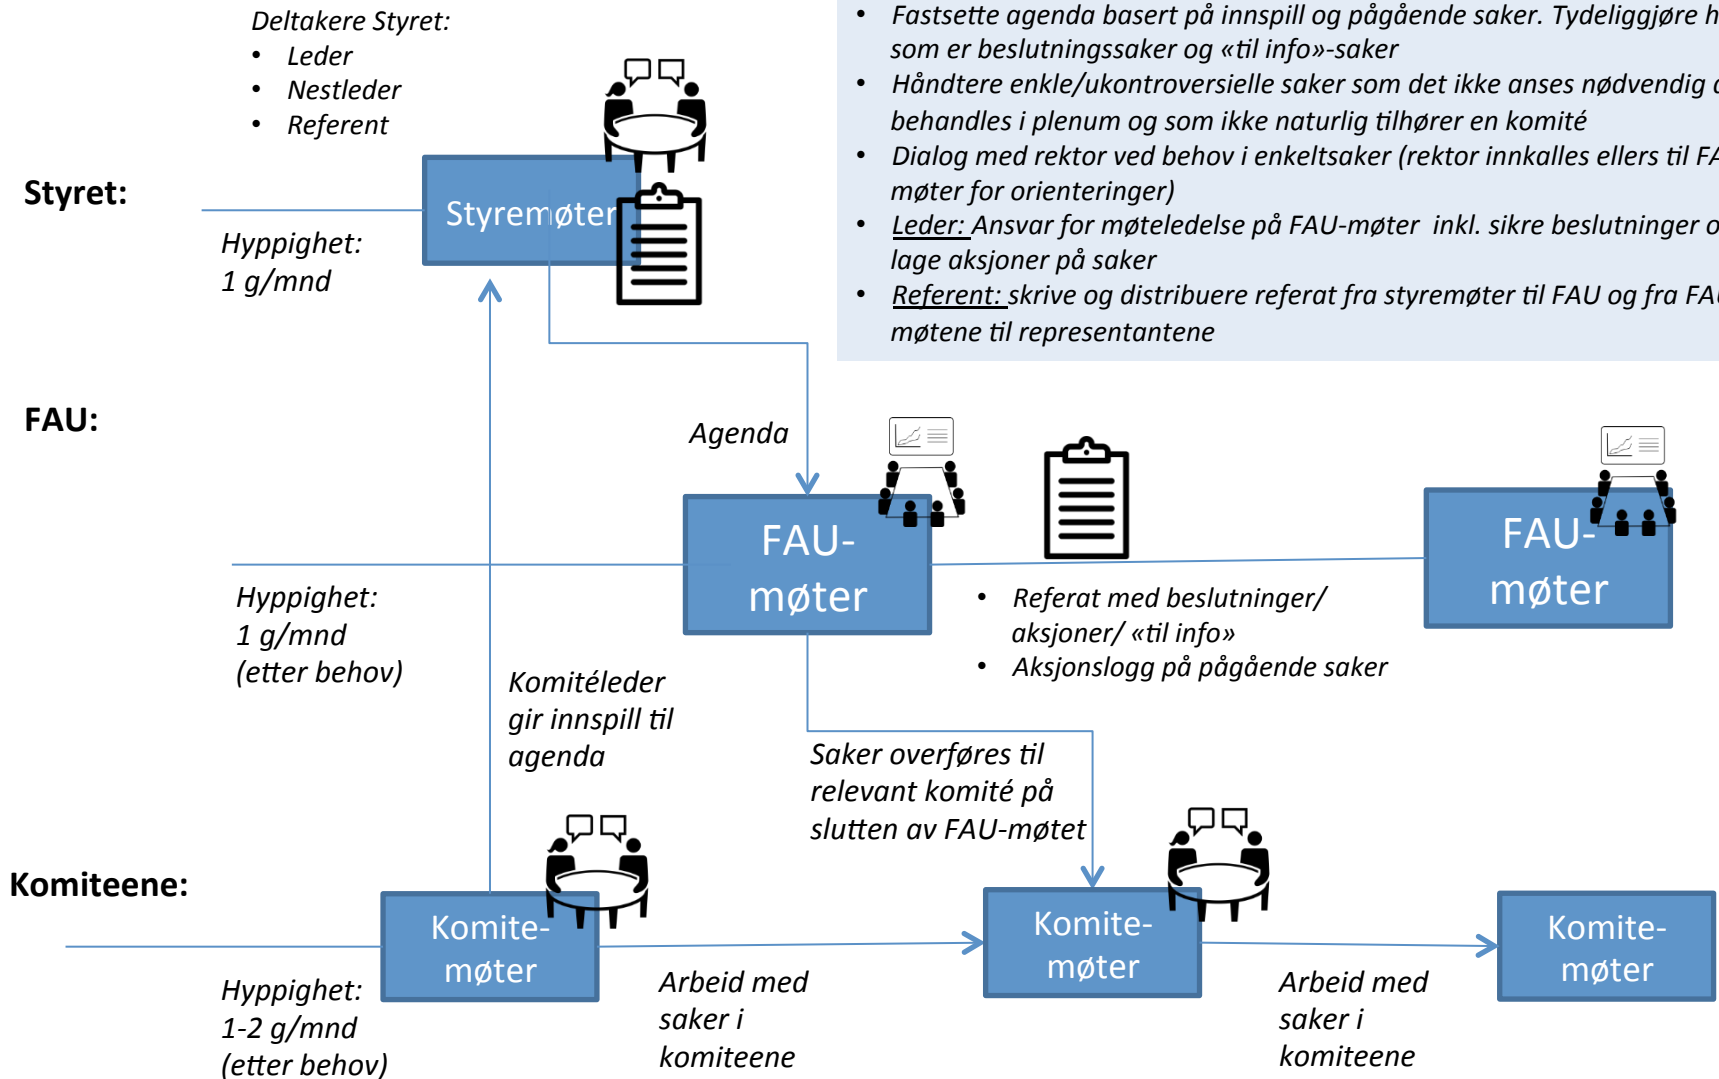 Deltakere Styret:
• Leder
• Nestleder
• Referent
• Fastsette agenda basert på innspill og pågående saker. Tydeliggjøre
som er beslutningssaker og «til info»-saker
• Håndtere enkle/ukontroversielle saker som det ikke anses nødvendig
behandles i plenum og som ikke naturlig tilhører en komité
• Dialog med rektor ved behov i enkeltsaker (rektor innkalles ellers til
møter for orienteringer)
• Leder: Ansvar for møteledelse på FAU-møter inkl. sikre beslutninger
lage aksjoner på saker
• Referent: skrive og distribuere referat fra styremøter til FAU og fra FAU
møtene til representantene
Styret:
Styremøter
Hyppighet:
1 g/mnd
FAU:
Agenda
FAU-
møter
FAU-
møter
Hyppighet:
1 g/mnd
(etter behov)
• Referat med beslutninger/
aksjoner/ «til info»
• Aksjonslogg på pågående saker
Komitéleder
gir innspill til
agenda
Saker overføres til
relevant komité på
slutten av FAU-møtet
Komiteene:
Komite-
møter
Komite-
møter
Komite-
møter
Hyppighet:
1-2 g/mnd
(etter behov)
Arbeid med
saker i
komiteene
Arbeid med
saker i
komiteene